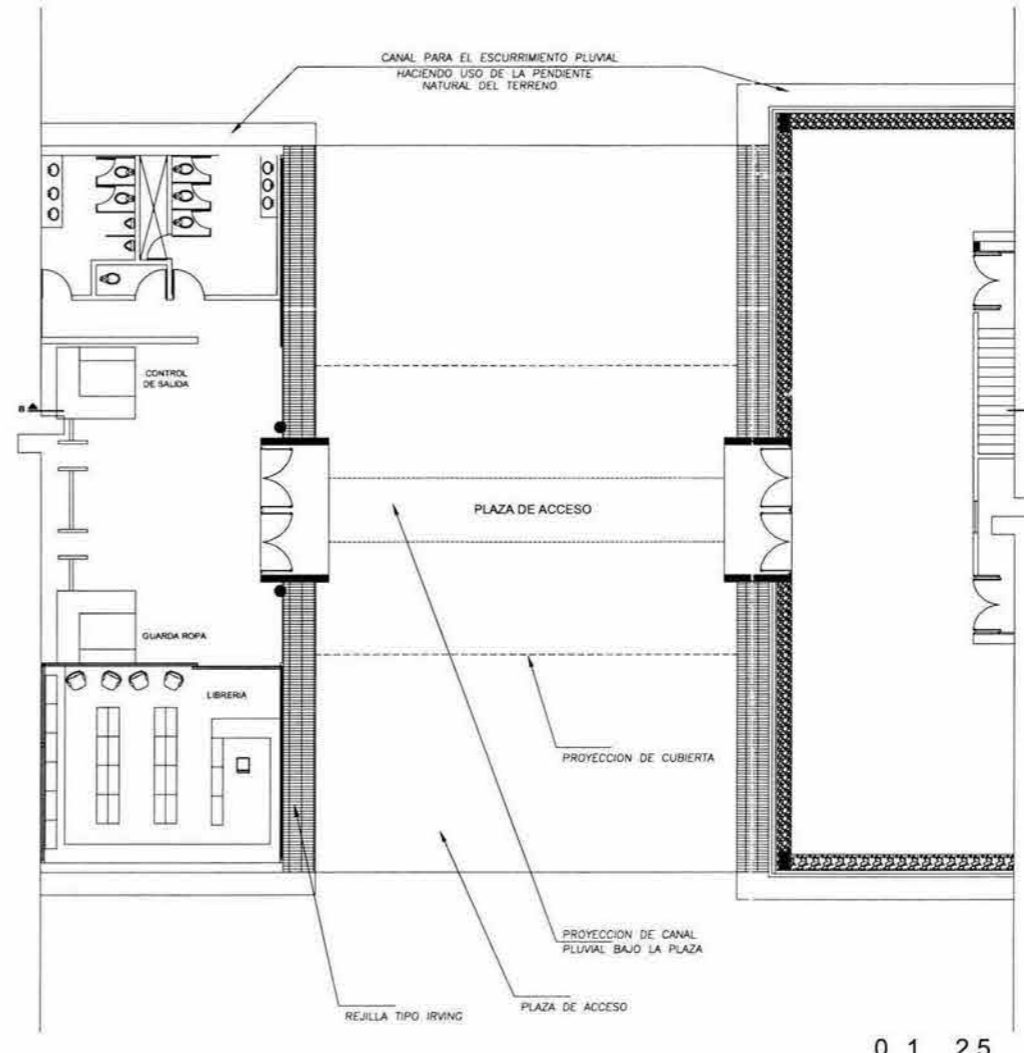 CANAL PARA EL ESCURRIMIENTO PLUVIAL
HACIENDO USO DE LA PENDIENTE
NATURAL DEL TERRENO
CONTROL
DE SALIDA
B
PLAZA DE ACCESO
GUARDA ROPA
LIBRERIA
PROYECCION DE CUBIERTA
PROYECCION DE CANAL
PLUVIAL BAJO LA PLAZA
PLAZA DE ACCESO
REJILLA TIPO IRVING
0 1 25